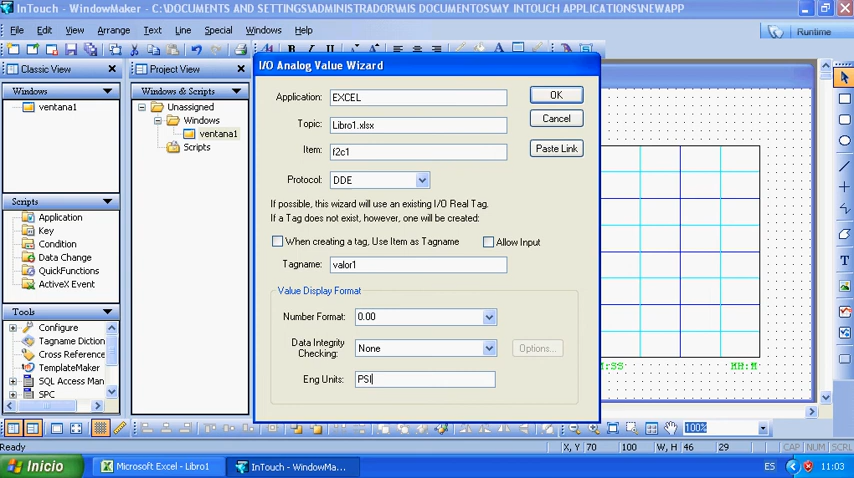 InTouch - WindowMaker - C:\DOCUMENTS AND SETTINGS\ADMINISTRADOR\MIS DOCUMENTOS\MY INTOUCH APPLICATIONS\NEWAPP
File Edit View Arrange Text Line Special Windows Help
Runtime
Classic View
Project View
Windows
ventana1
Windows & Scripts
Unassigned
Windows
ventana1
Scripts
Scripts
Application
Key
Condition
Data Change
QuickFunctions
ActiveX Event
Tools
Configure
Tagname Diction
Cross Reference
TemplateMaker
SQL Access Man
SPC
I/O Analog Value Wizard
Application: EXCEL
OK
Topic: Libro1.xlsx
Cancel
Item: f2c1
Paste Link
Protocol: DDE
If possible, this wizard will use an existing I/O Real Tag.
If a Tag does not exist, however, one will be created:
When creating a tag, Use Item as Tagname
Allow Input
Tagname: valor1
Value Display Format
Number Format: 0.00
Data Integrity
Checking: None
Options...
Eng Units: PSI
:SS
HH:M
100%
Ready
X, Y 70 100 W, H 46 29 CAP NUM SCRL
Inicio
Microsoft Excel - Libro1
InTouch - WindowMa...
ES
11:03